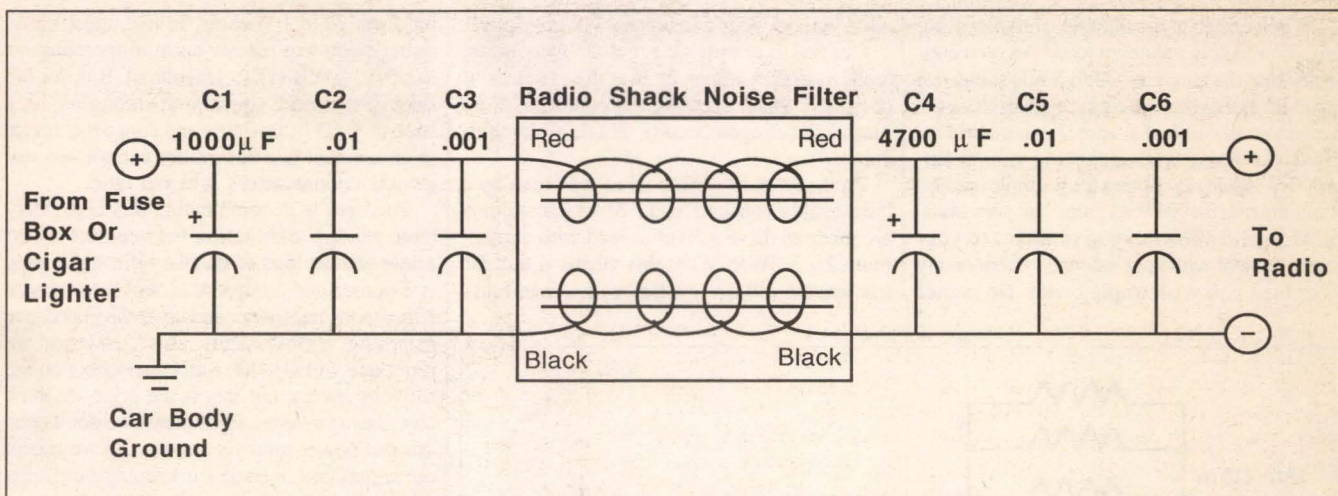 C1 C2 C3 Radio Shack Noise Filter C4 C5 C6
1000µ F .01 .001 Red Red 4700 µ F .01 .001
+
From Fuse
Box Or
Cigar
Lighter
+
+
+
To
Radio
−
Black Black
Car Body
Ground